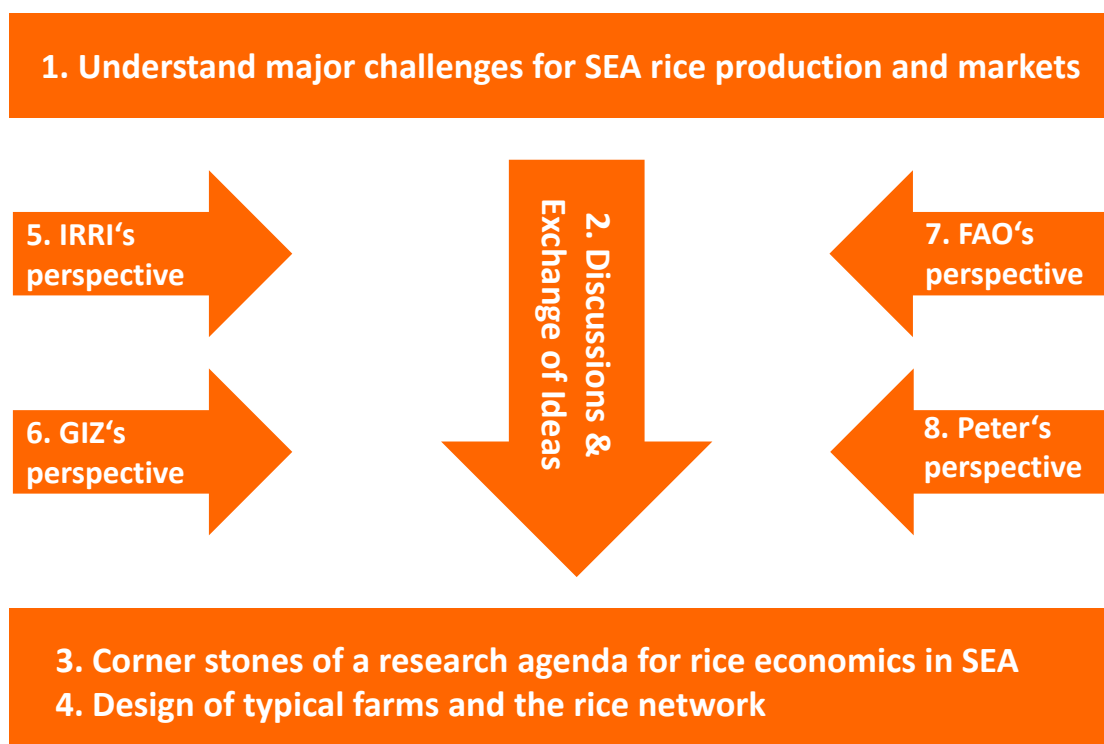 1. Understand major challenges for SEA rice production and markets
5. IRRI‘s
perspective
6. GIZ‘s
perspective
2. Discussions &
Exchange of Ideas
7. FAO‘s
perspective
8. Peter‘s
perspective
3. Corner stones of a research agenda for rice economics in SEA
4. Design of typical farms and the rice network